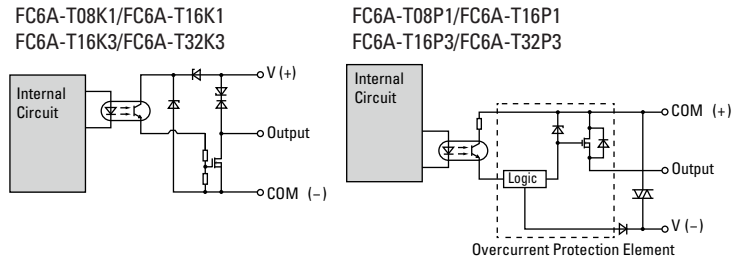 FC6A-T08K1/FC6A-T16K1
FC6A-T16K3/FC6A-T32K3
Internal
Circuit
V (+)
Output
COM (−)
FC6A-T08P1/FC6A-T16P1
FC6A-T16P3/FC6A-T32P3
Internal
Circuit
COM (+)
Logic
Output
V (−)
Overcurrent Protection Element